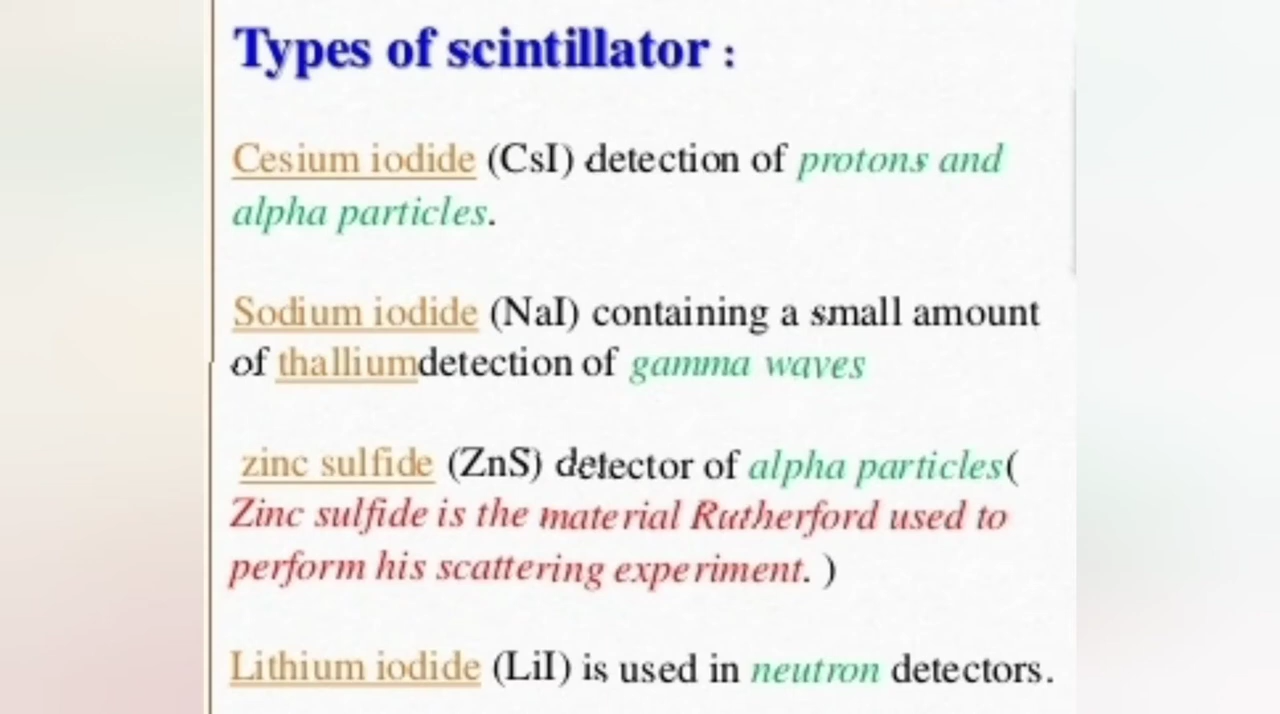 Types of scintillator :
Cesium iodide (CsI) detection of protons and
alpha particles.
Sodium iodide (NaI) containing a small amount
of thalliumdetection of gamma waves
zinc sulfide (ZnS) detector of alpha particles(
Zinc sulfide is the material Rutherford used to
perform his scattering experiment. )
Lithium iodide (LiI) is used in neutron detectors.